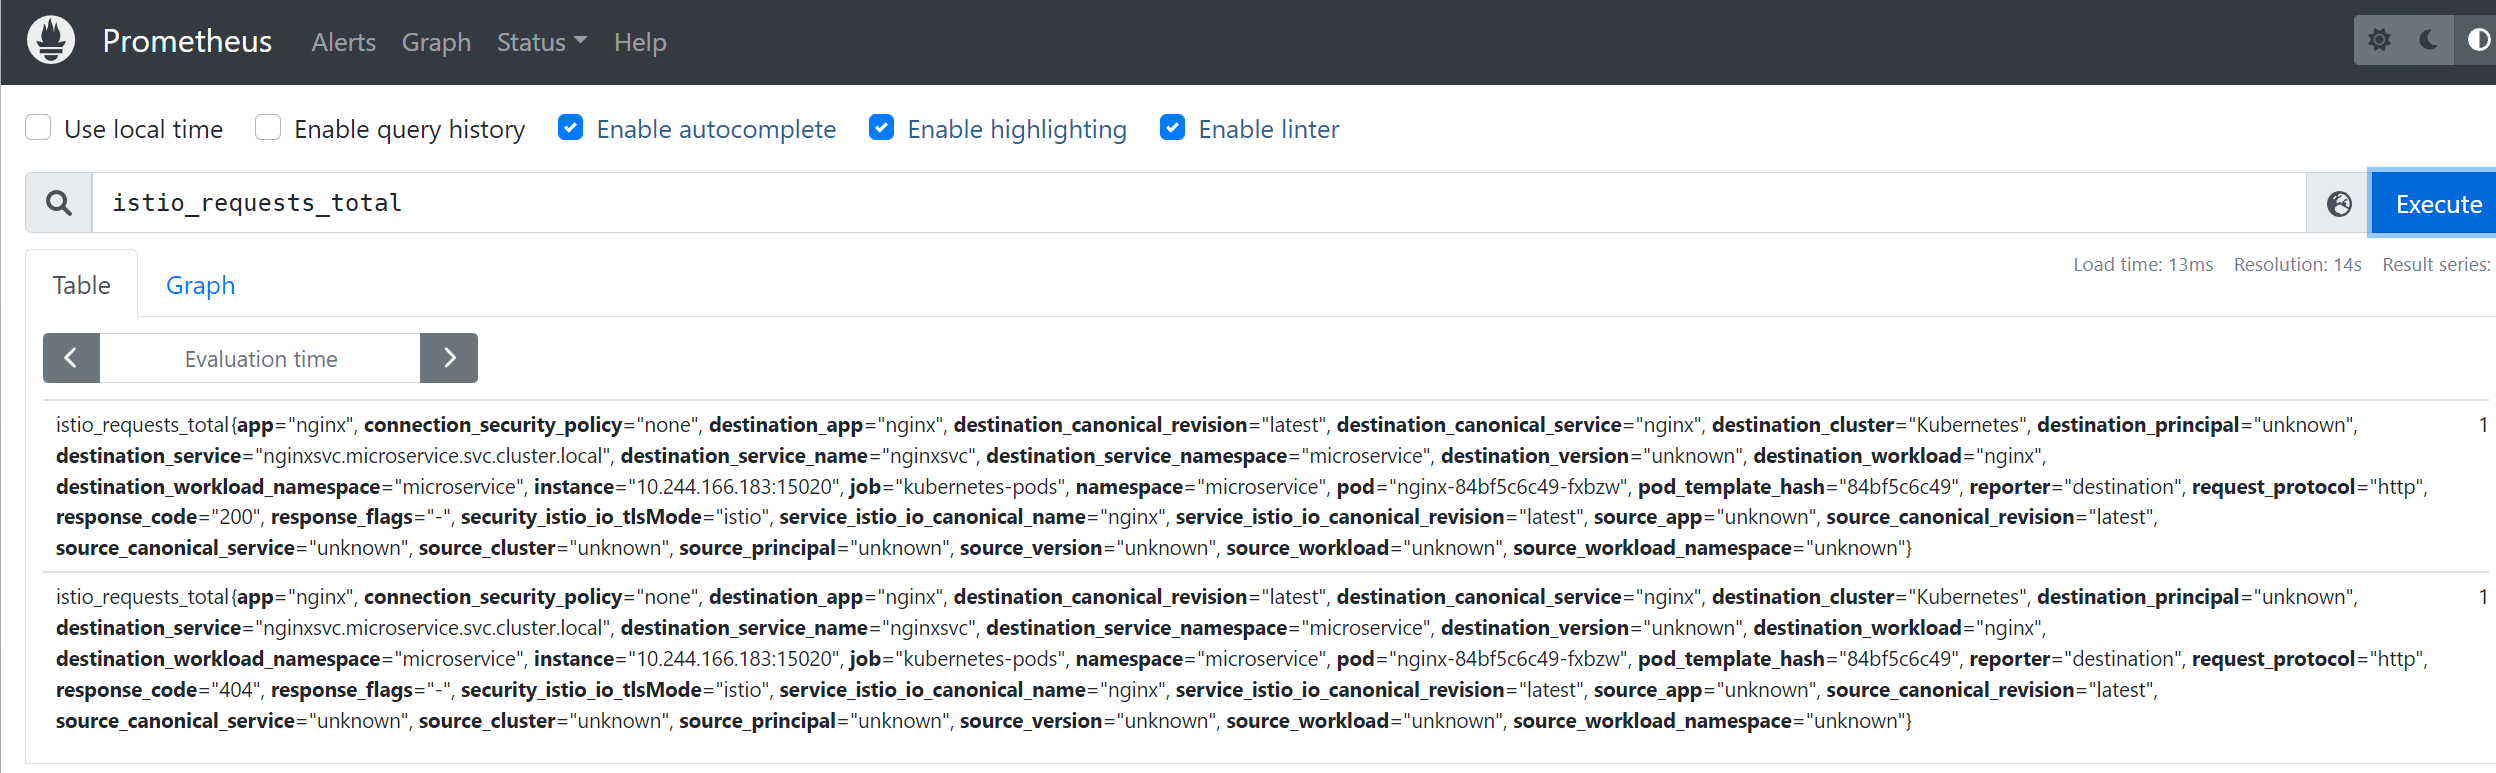 Prometheus Alerts Graph Status Help
Use local time Enable query history Enable autocomplete Enable highlighting Enable linter
istio_requests_total Execute
Table Graph Load time: 13ms Resolution: 14s Result series:
Evaluation time
istio_requests_total{app="nginx", connection_security_policy="none", destination_app="nginx", destination_canonical_revision="latest", destination_canonical_service="nginx", destination_cluster="Kubernetes", destination_principal="unknown", 1
destination_service="nginxsvc.microservice.svc.cluster.local", destination_service_name="nginxsvc", destination_service_namespace="microservice", destination_version="unknown", destination_workload="nginx",
destination_workload_namespace="microservice", instance="10.244.166.183:15020", job="kubernetes-pods", namespace="microservice", pod="nginx-84bf5c6c49-fxbzw", pod_template_hash="84bf5c6c49", reporter="destination", request_protocol="http",
response_code="200", response_flags="-", security_istio_io_tlsMode="istio", service_istio_io_canonical_name="nginx", service_istio_io_canonical_revision="latest", source_app="unknown", source_canonical_revision="latest",
source_canonical_service="unknown", source_cluster="unknown", source_principal="unknown", source_version="unknown", source_workload="unknown", source_workload_namespace="unknown"}
istio_requests_total{app="nginx", connection_security_policy="none", destination_app="nginx", destination_canonical_revision="latest", destination_canonical_service="nginx", destination_cluster="Kubernetes", destination_principal="unknown", 1
destination_service="nginxsvc.microservice.svc.cluster.local", destination_service_name="nginxsvc", destination_service_namespace="microservice", destination_version="unknown", destination_workload="nginx",
destination_workload_namespace="microservice", instance="10.244.166.183:15020", job="kubernetes-pods", namespace="microservice", pod="nginx-84bf5c6c49-fxbzw", pod_template_hash="84bf5c6c49", reporter="destination", request_protocol="http",
response_code="404", response_flags="-", security_istio_io_tlsMode="istio", service_istio_io_canonical_name="nginx", service_istio_io_canonical_revision="latest", source_app="unknown", source_canonical_revision="latest",
source_canonical_service="unknown", source_cluster="unknown", source_principal="unknown", source_version="unknown", source_workload="unknown", source_workload_namespace="unknown"}